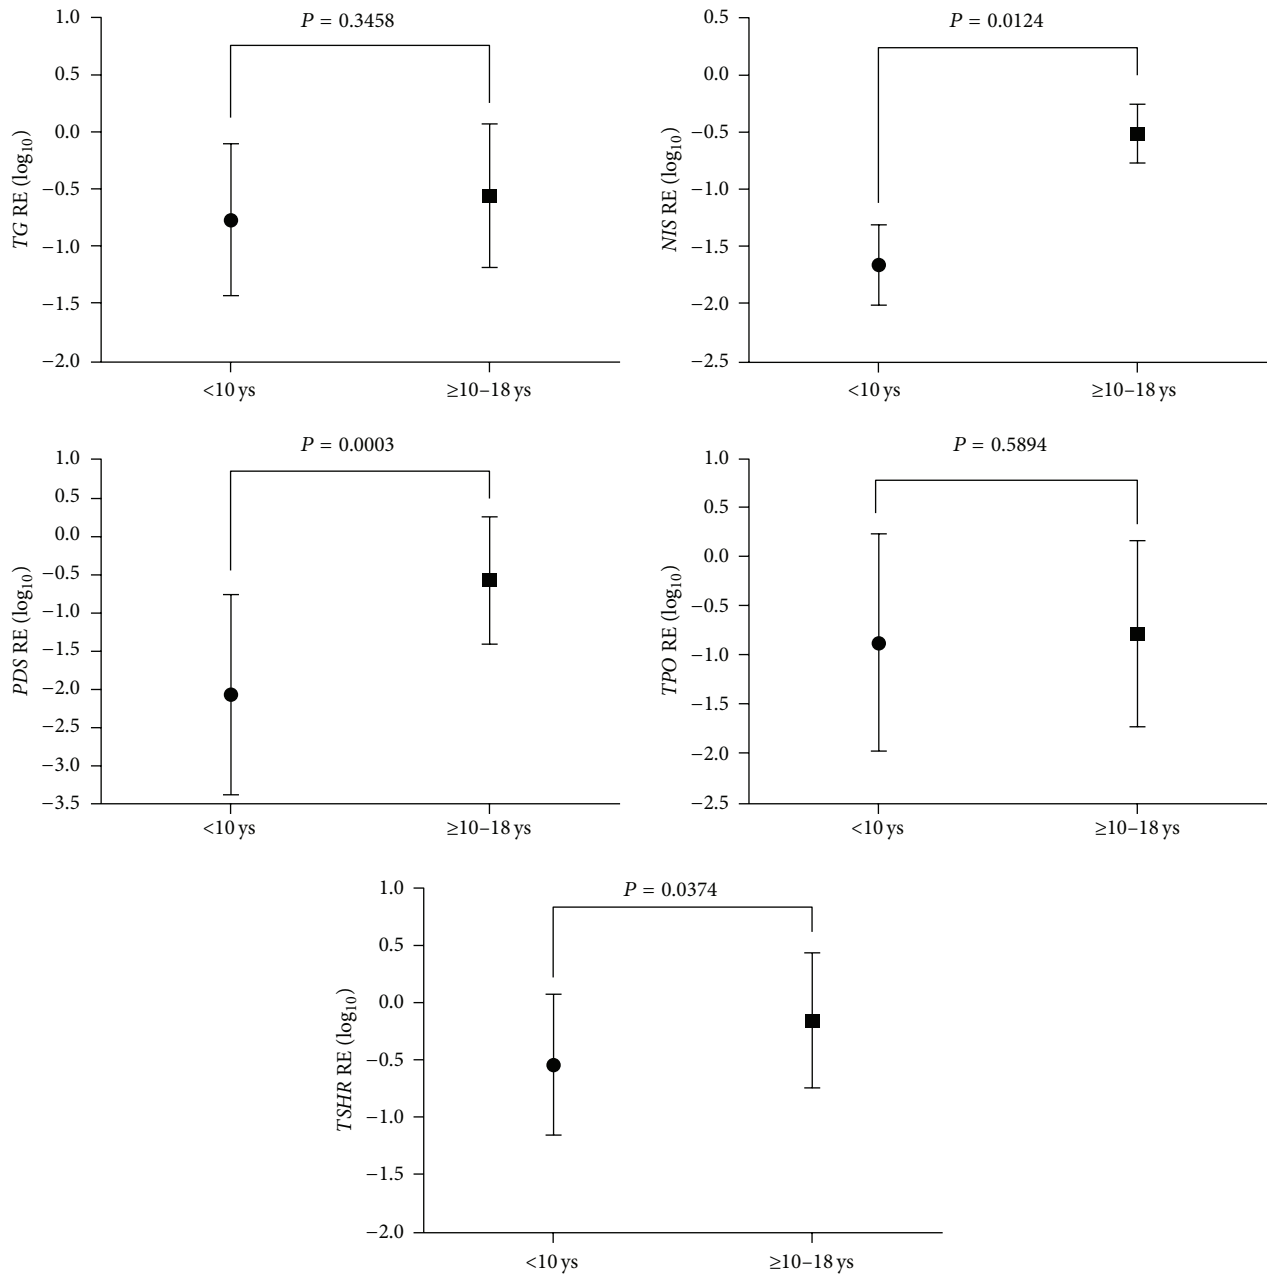 P = 0.3458
1.0
0.5
0.0
−0.5
−1.0
−1.5
−2.0
TG RE (log10)
<10 ys
≥10–18 ys
P = 0.0124
0.5
0.0
−0.5
−1.0
−1.5
−2.0
−2.5
NIS RE (log10)
<10 ys
≥10–18 ys
P = 0.0003
1.0
0.5
0.0
−0.5
−1.0
−1.5
−2.0
−2.5
−3.0
−3.5
PDS RE (log10)
<10 ys
≥10–18 ys
P = 0.5894
1.0
0.5
0.0
−0.5
−1.0
−1.5
−2.0
−2.5
TPO RE (log10)
<10 ys
≥10–18 ys
P = 0.0374
1.0
0.5
0.0
−0.5
−1.0
−1.5
−2.0
TSHR RE (log10)
<10 ys
≥10–18 ys